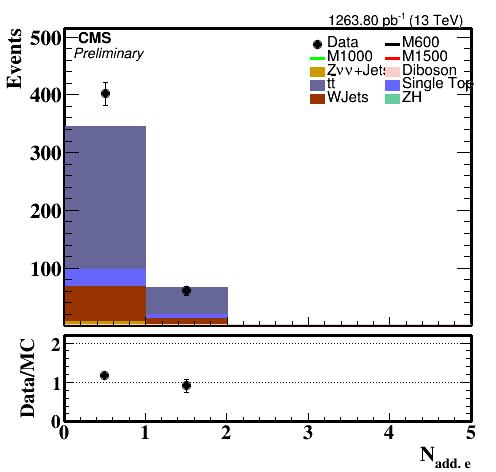 1263.80 pb⁻¹ (13 TeV)
CMS
Preliminary
Data
M600
M1000
M1500
Zνν+Jets
Diboson
tt
Single Top
WJets
ZH
Events
500
400
300
200
100
Data/MC
2
1
0
0 1 2 3 4 5
N add. e